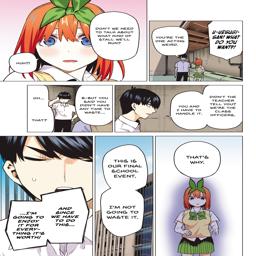 U-UESUGI-
SAN? WHAT
DO YOU
WANT?!
YOU'RE THE
ONE ACTING
WEIRD.
DON'T WE NEED
TO TALK ABOUT
WHAT KIND OF
STALL WE'LL
RUN?
HUH?!
DIDN'T THE
TEACHER
TELL YOU?
WE'RE THE
CLASS
OFFICERS.
YOU AND
I HAVE TO
HANDLE IT.
B-BUT YOU
SAID YOU
DIDN'T HAVE
ANY TIME TO
WASTE...
UH...
THAT?
THAT'S
WHY.
THIS IS
OUR FINAL
SCHOOL
EVENT.
I'M NOT
GOING TO
WASTE IT.
AND
SINCE WE
HAVE TO
DO THIS...
...I'M
GOING TO
ENJOY
IT FOR
EVERY-
THING IT'S
WORTH!